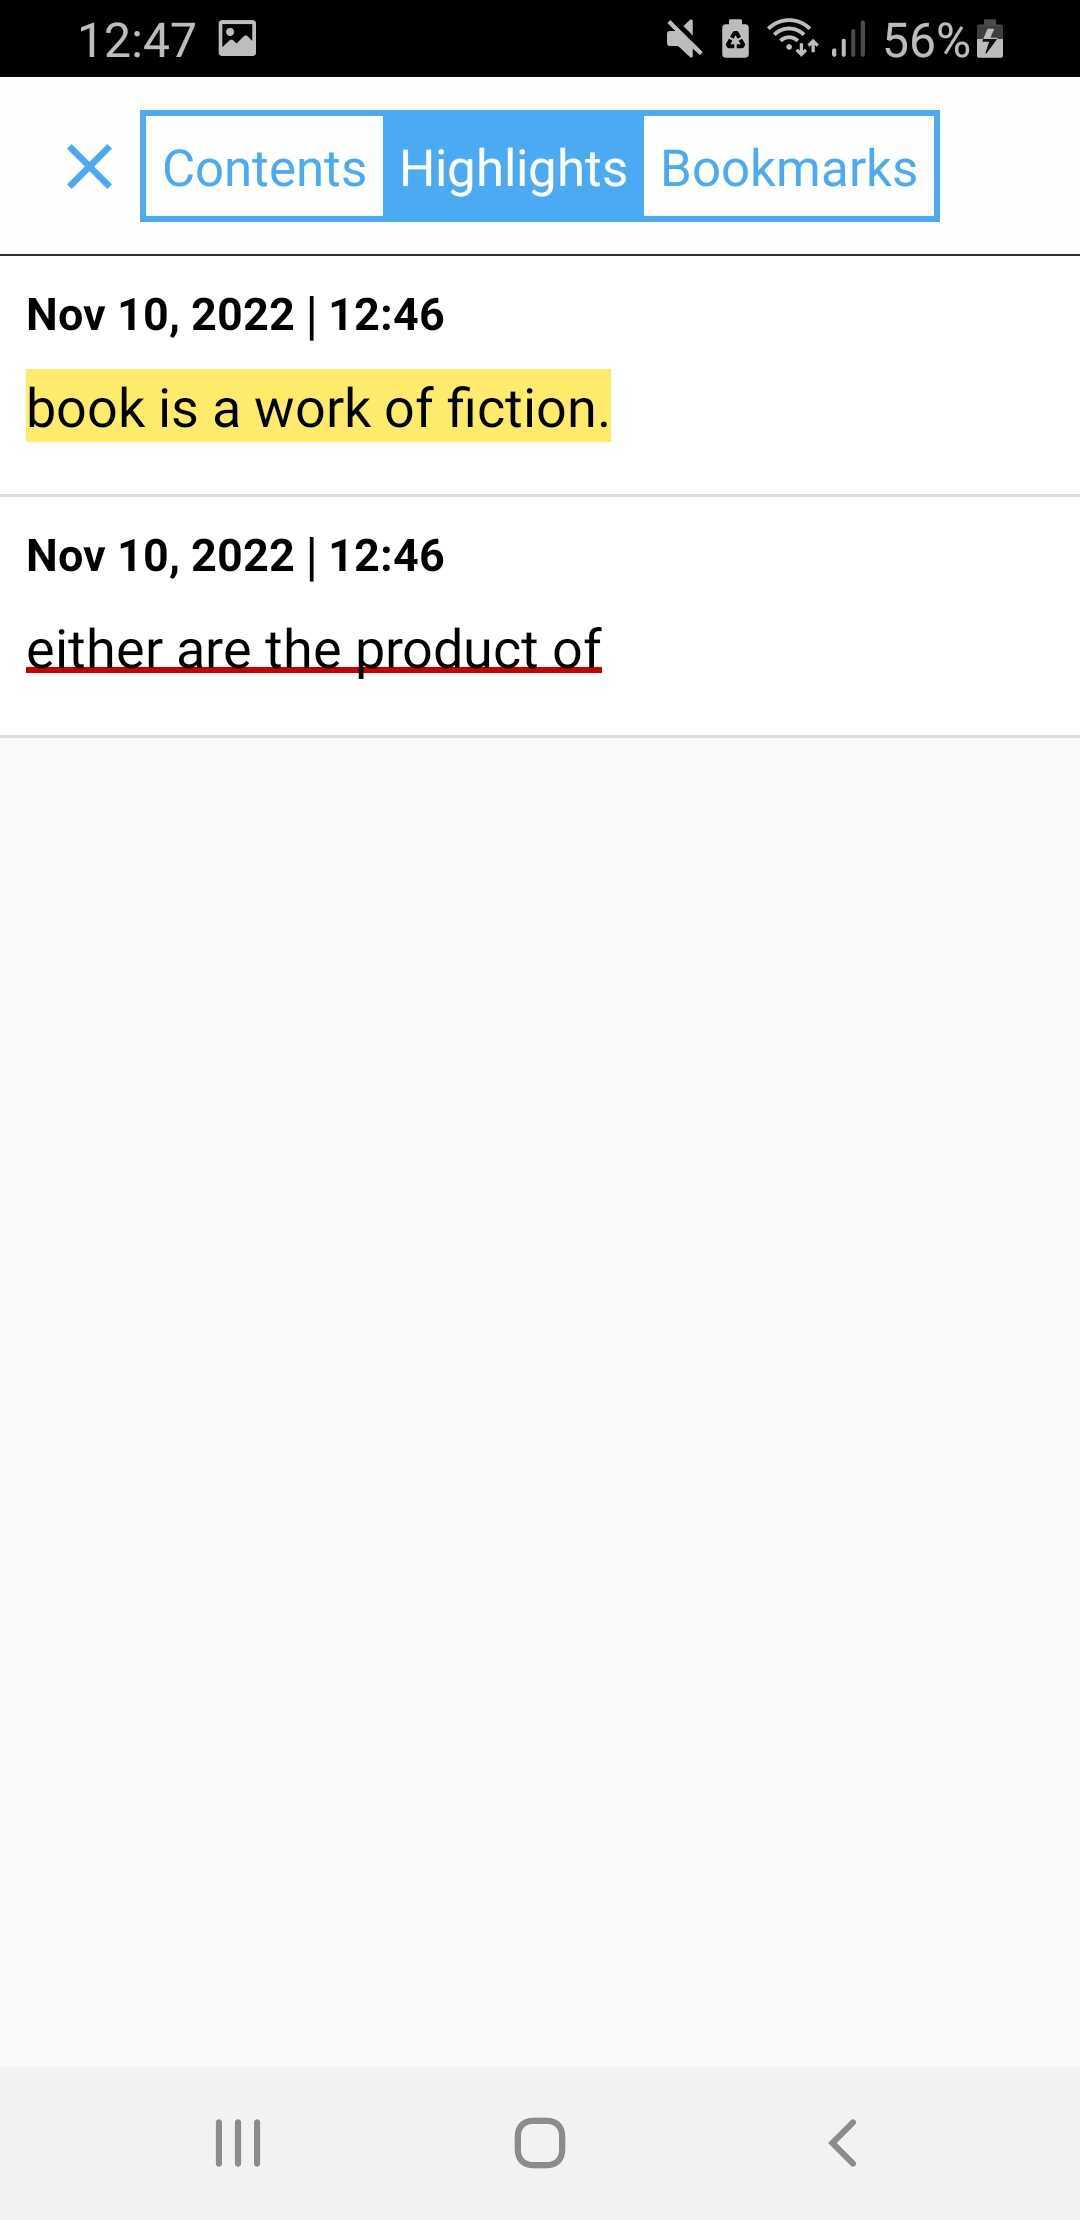 12:47 56%
Contents Highlights Bookmarks
Nov 10, 2022 | 12:46
book is a work of fiction.
Nov 10, 2022 | 12:46
either are the product of